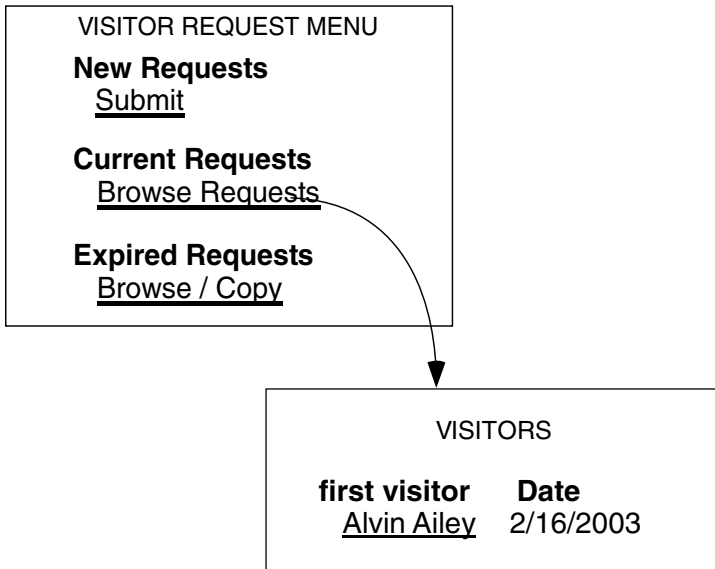 VISITOR REQUEST MENU
New Requests
Submit
Current Requests
Browse Requests
Expired Requests
Browse / Copy
VISITORS
first visitor Date
Alvin Ailey 2/16/2003